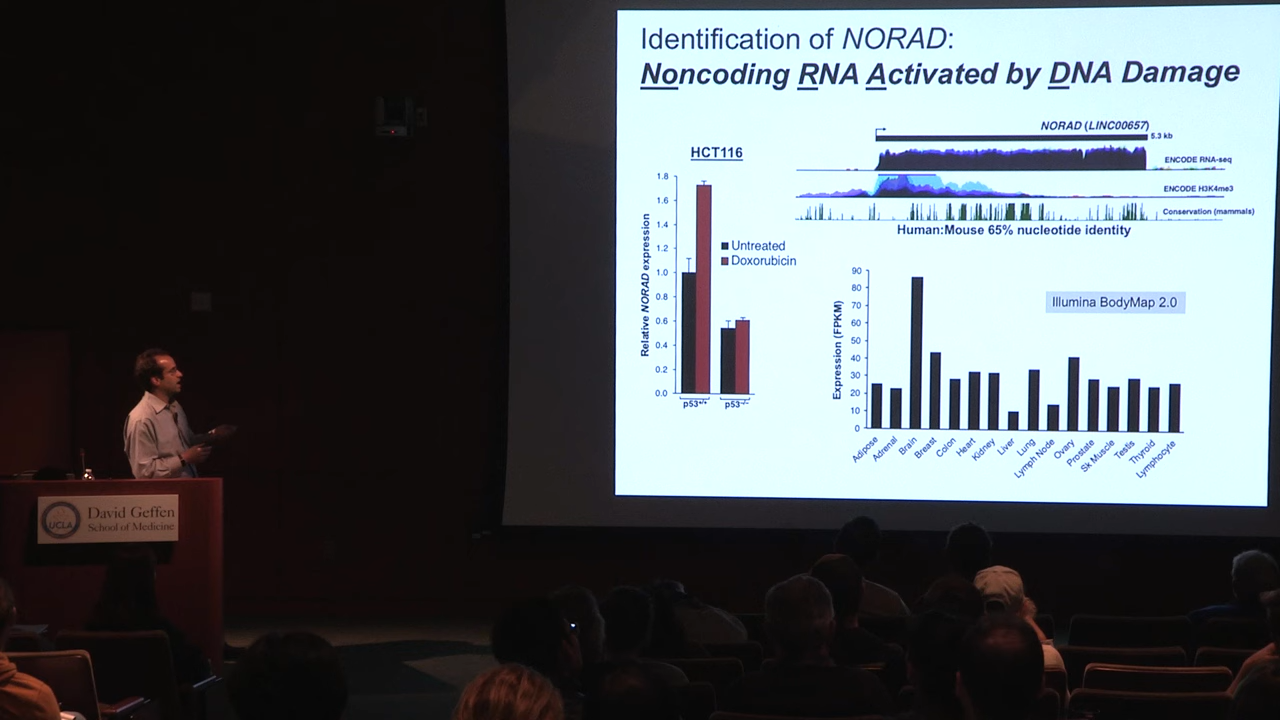 Identification of NORAD:
Noncoding RNA Activated by DNA Damage
HCT116
1.8
1.6
1.4
1.2
1.0
0.8
0.6
0.4
0.2
0.0
Relative NORAD expression
Untreated
Doxorubicin
p53+/+
p53-/-
NORAD (LINC00657)
5.3 kb
ENCODE RNA-seq
ENCODE H3K4me3
Conservation (mammals)
Human:Mouse 65% nucleotide identity
Illumina BodyMap 2.0
90
80
70
60
50
40
30
20
10
0
Expression (FPKM)
Adipose
Adrenal
Brain
Breast
Colon
Heart
Kidney
Liver
Lung
Lymph Node
Ovary
Prostate
Sk Muscle
Testis
Thyroid
Lymphocyte
UCLA
David Geffen
School of Medicine